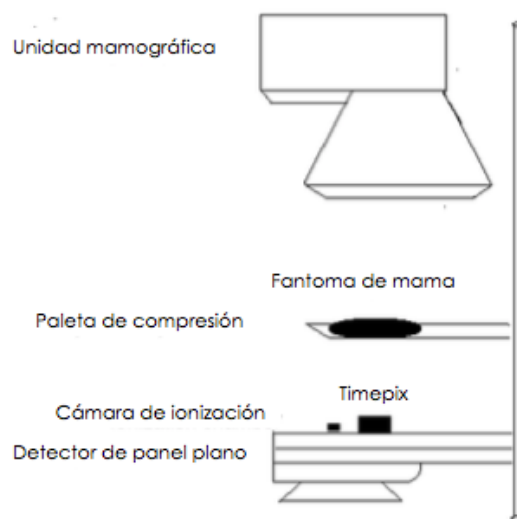 Unidad mamográfica
Fantoma de mama
Paleta de compresión
Timepix
Cámara de ionización
Detector de panel plano